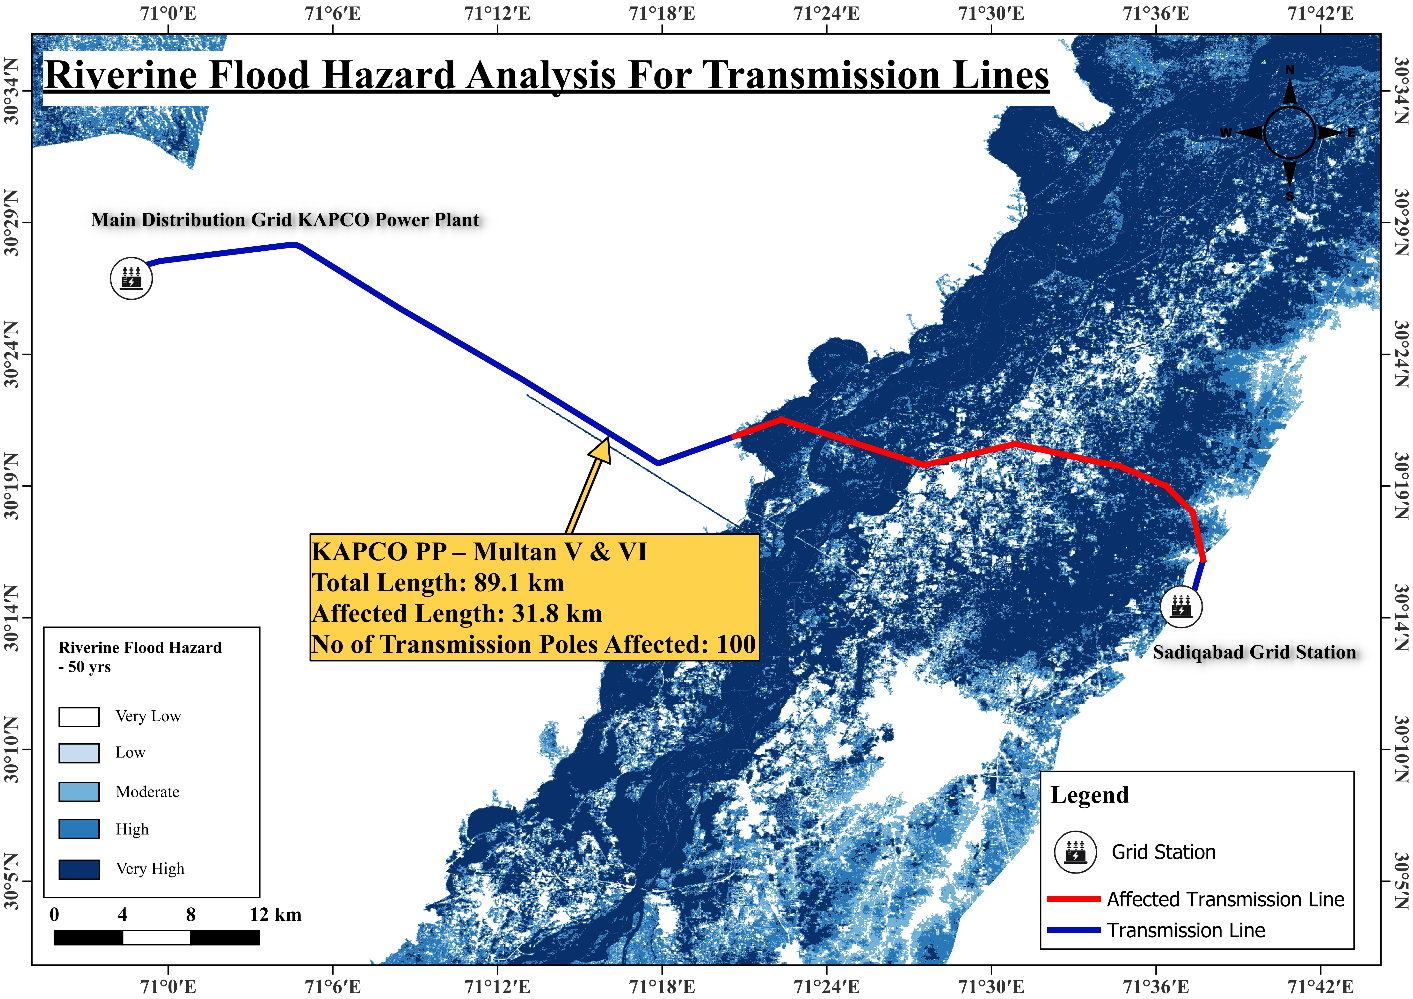 71°0′E 71°6′E 71°12′E 71°18′E 71°24′E 71°30′E 71°36′E 71°42′E
Riverine Flood Hazard Analysis For Transmission Lines
N
W E
S
30°34′N 30°34′N
Main Distribution Grid KAPCO Power Plant
30°29′N 30°29′N
30°24′N 30°24′N
30°19′N 30°19′N
KAPCO PP – Multan V & VI
Total Length: 89.1 km
Affected Length: 31.8 km
No of Transmission Poles Affected: 100
30°14′N 30°14′N
Sadiqabad Grid Station
Riverine Flood Hazard
- 50 yrs
Very Low
Low
Moderate
High
Very High
30°10′N 30°10′N
Legend
Grid Station
Affected Transmission Line
Transmission Line
30°5′N 30°5′N
0 4 8 12 km
71°0′E 71°6′E 71°12′E 71°18′E 71°24′E 71°30′E 71°36′E 71°42′E